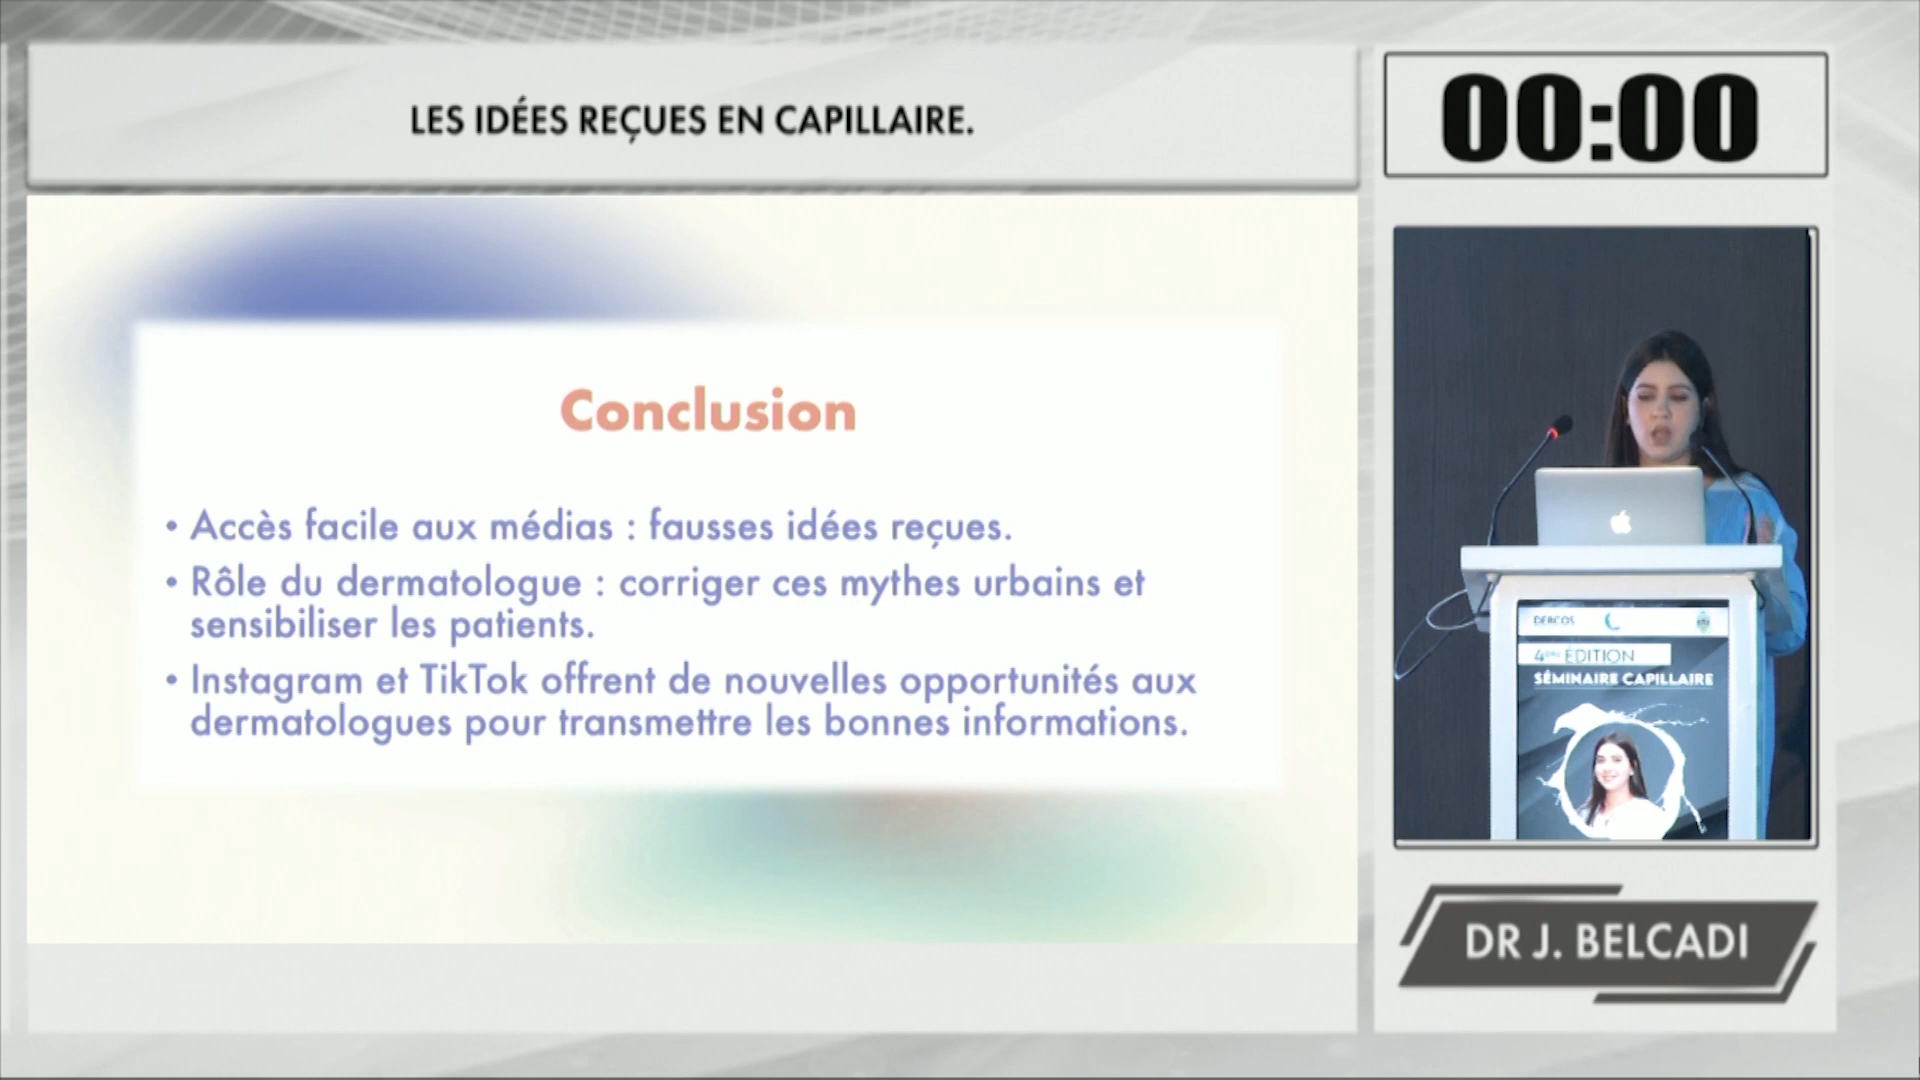 LES IDÉES REÇUES EN CAPILLAIRE.
00:00
Conclusion
• Accès facile aux médias : fausses idées reçues.
• Rôle du dermatologue : corriger ces mythes urbains et
sensibiliser les patients.
• Instagram et TikTok offrent de nouvelles opportunités aux
dermatologues pour transmettre les bonnes informations.
DERCOS
4ème ÉDITION
SÉMINAIRE CAPILLAIRE
DR J. BELCADI